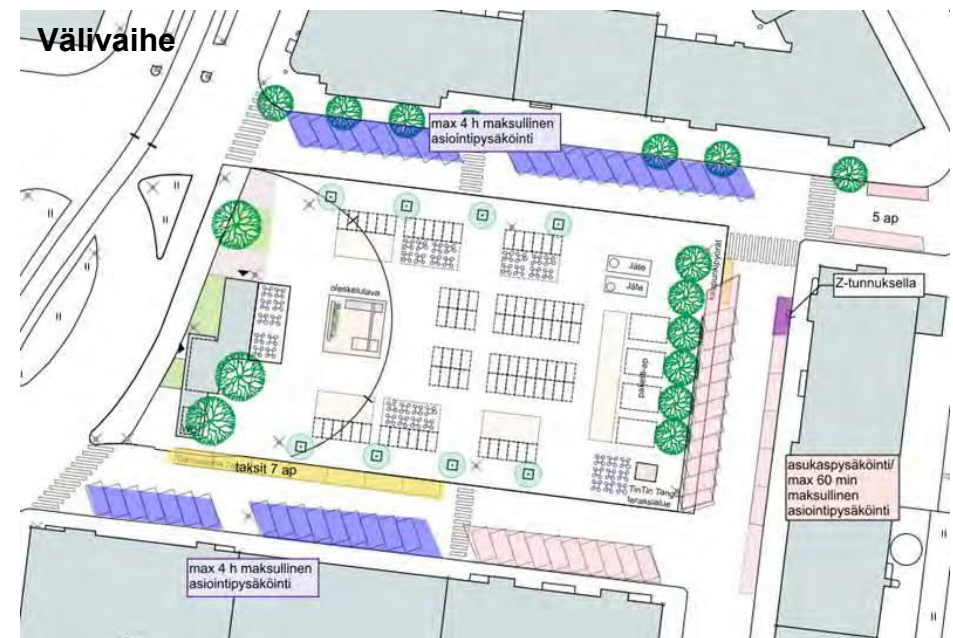 Välivaihe
max 4 h maksullinen
asiointipysäköinti
5 ap
Z-tunnuksella
Jäte
Jäte
oleskelulava
taksit 7 ap
TinTin Tango
terassialue
asukaspysäköinti/
max 60 min
maksullinen
asiointipysäköinti
max 4 h maksullinen
asiointipysäköinti